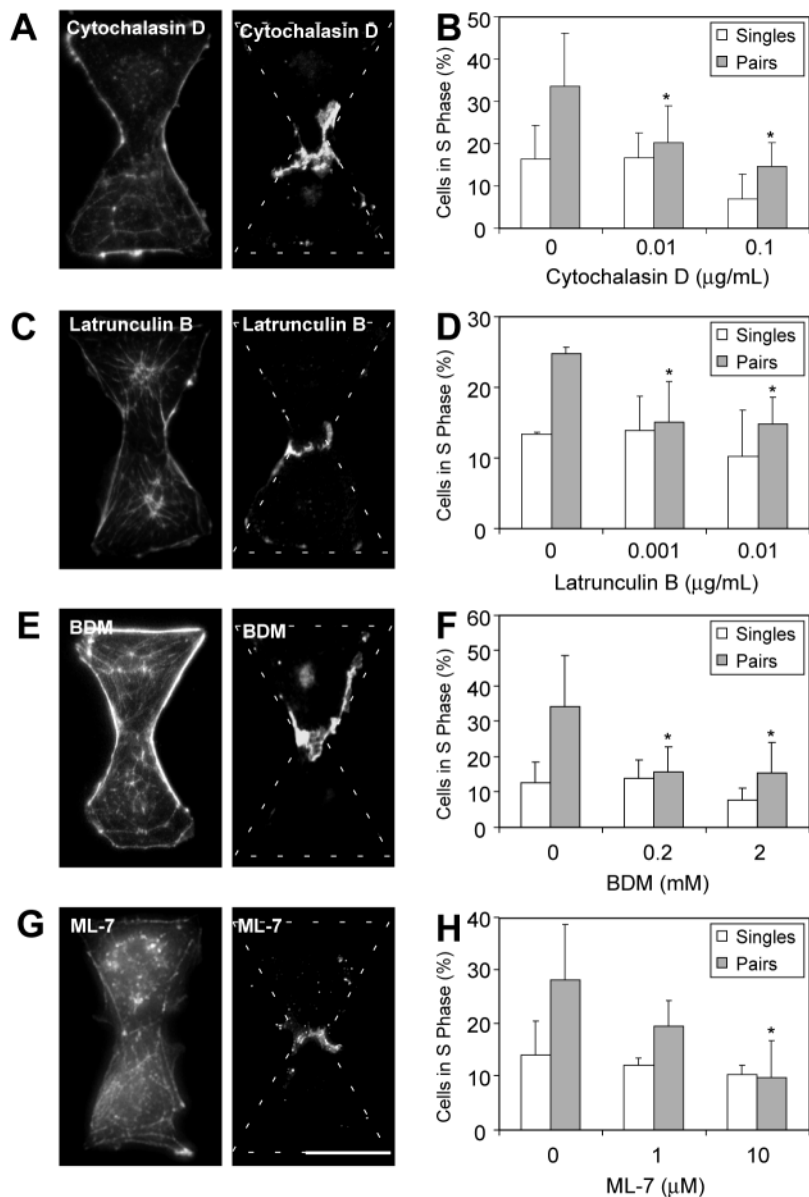 A
Cytochalasin D
Cytochalasin D
B
Cells in S Phase (%)
50
40
30
20
10
0
Singles
Pairs
*
*
0 0.01 0.1
Cytochalasin D (μg/mL)
C
Latrunculin B
Latrunculin B
D
Cells in S Phase (%)
30
20
10
0
Singles
Pairs
*
*
0 0.001 0.01
Latrunculin B (μg/mL)
E
BDM
BDM
F
Cells in S Phase (%)
60
50
40
30
20
10
0
Singles
Pairs
*
*
0 0.2 2
BDM (mM)
G
ML-7
ML-7
H
Cells in S Phase (%)
40
30
20
10
0
Singles
Pairs
*
0 1 10
ML-7 (μM)